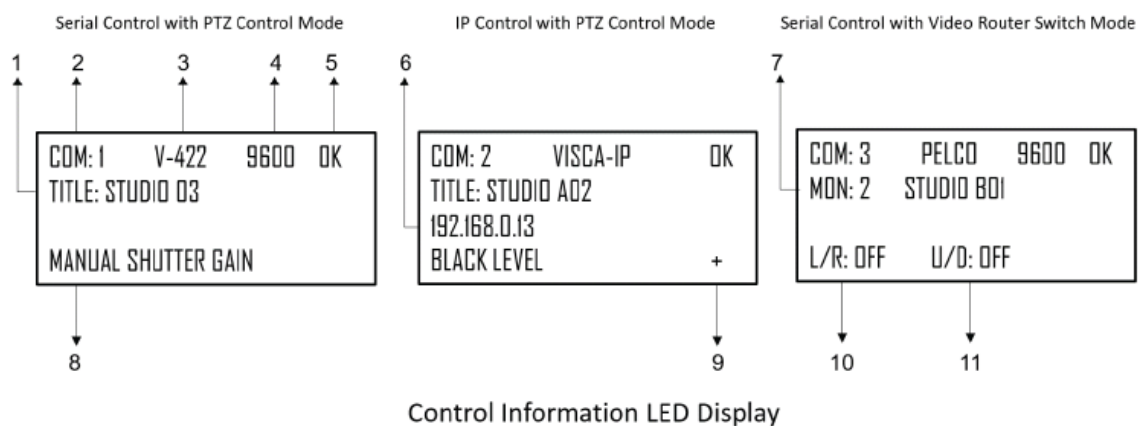 Serial Control with PTZ Control Mode
IP Control with PTZ Control Mode
Serial Control with Video Router Switch Mode
1 2 3 4 5
6
7
COM: 1 V-422 9600 OK
TITLE: STUDIO 03
MANUAL SHUTTER GAIN
COM: 2 VISCA-IP OK
TITLE: STUDIO A02
192.168.0.13
BLACK LEVEL +
COM: 3 PELCO 9600 OK
MON: 2 STUDIO B01
L/R: OFF U/D: OFF
8
9
10 11
Control Information LED Display